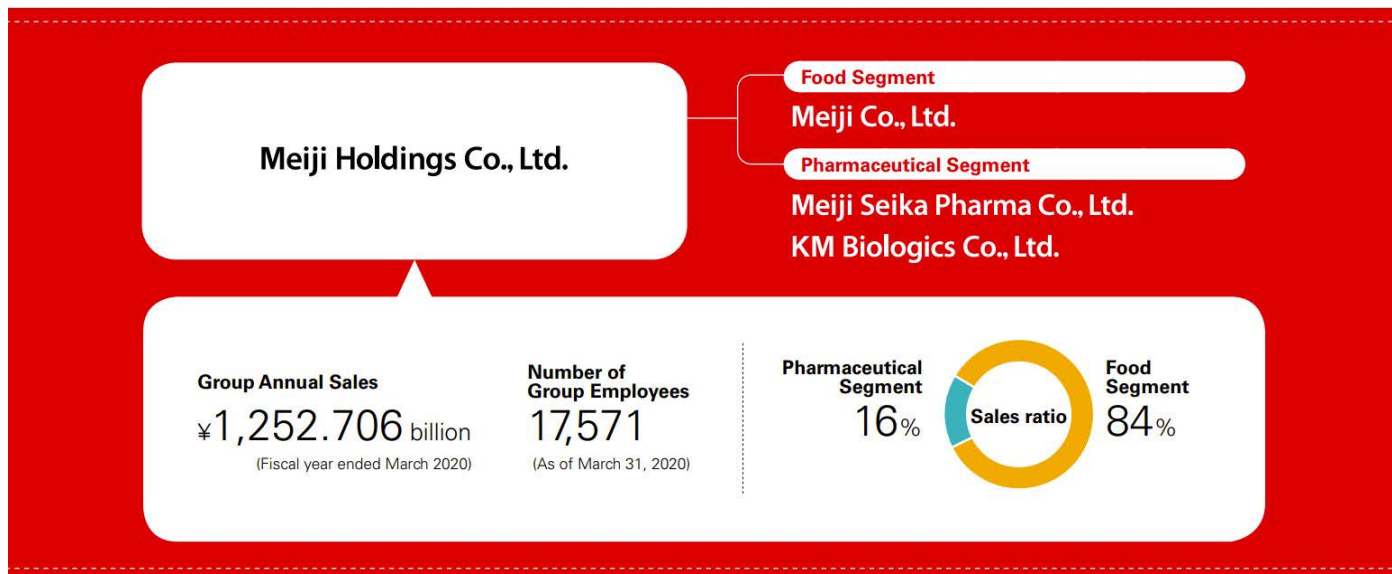 Meiji Holdings Co., Ltd.
Food Segment
Meiji Co., Ltd.
Pharmaceutical Segment
Meiji Seika Pharma Co., Ltd.
KM Biologics Co., Ltd.
Group Annual Sales
¥1,252.706 billion
(Fiscal year ended March 2020)
Number of
Group Employees
17,571
(As of March 31, 2020)
Pharmaceutical
Segment
16%
Sales ratio
Food
Segment
84%